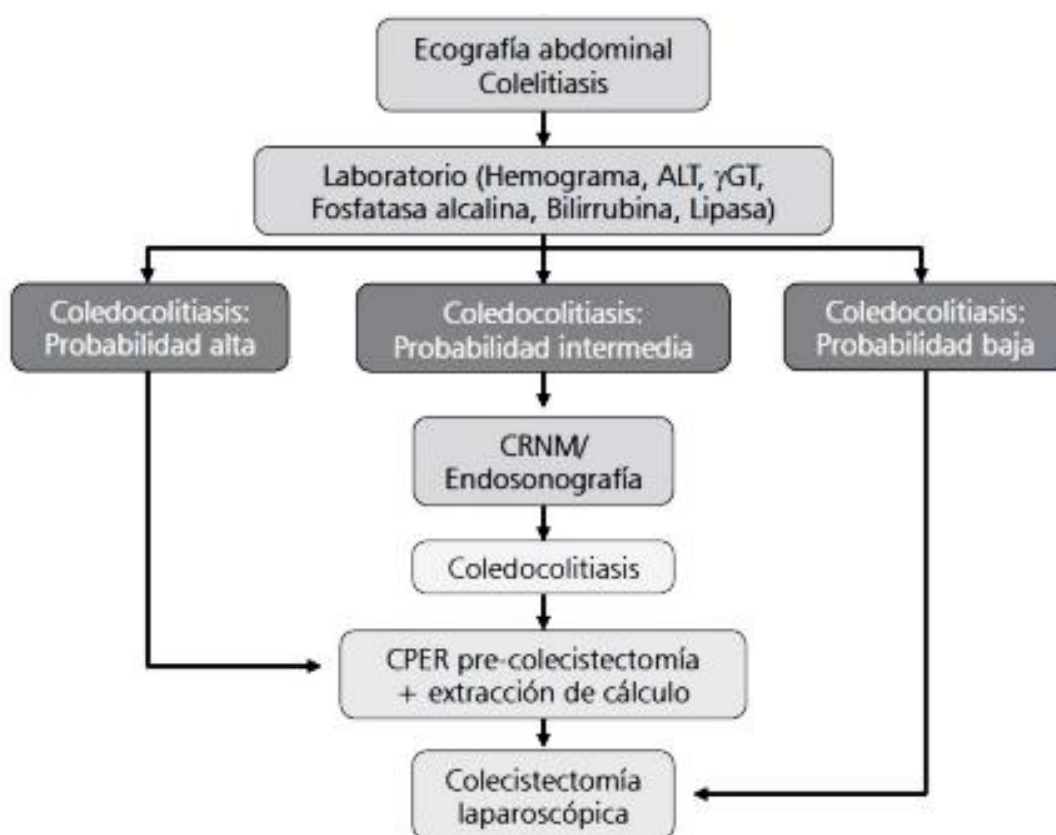 Ecografía abdominal
Colelitiasis
Laboratorio (Hemograma, ALT, γGT,
Fosfatasa alcalina, Bilirrubina, Lipasa)
Coledocolitiasis:
Probabilidad alta
Coledocolitiasis:
Probabilidad intermedia
Coledocolitiasis:
Probabilidad baja
CRNM/
Endosonografía
Coledocolitiasis
CPER pre-colecistectomía
+ extracción de cálculo
Colecistectomía
laparoscópica